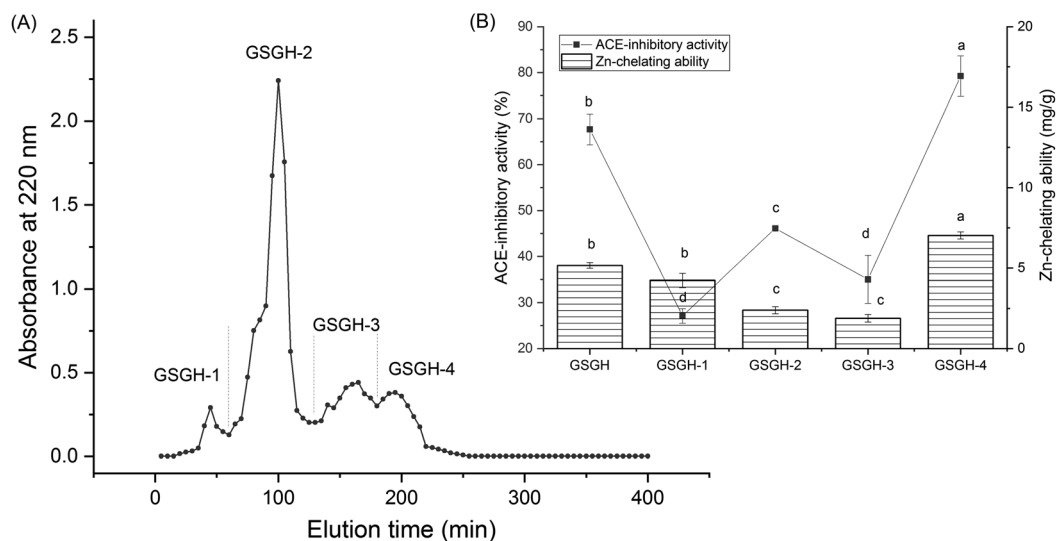 (A)
2.5
2.0
1.5
1.0
0.5
0.0
Absorbance at 220 nm
GSGH-1
GSGH-2
GSGH-3
GSGH-4
0 100 200 300 400
Elution time (min)
(B)
90
80
70
60
50
40
30
20
ACE-inhibitory activity (%)
ACE-inhibitory activity
Zn-chelating ability
b
b
b
d
c
c
d
c
a
a
20
15
10
5
0
Zn-chelating ability (mg/g)
GSGH GSGH-1 GSGH-2 GSGH-3 GSGH-4